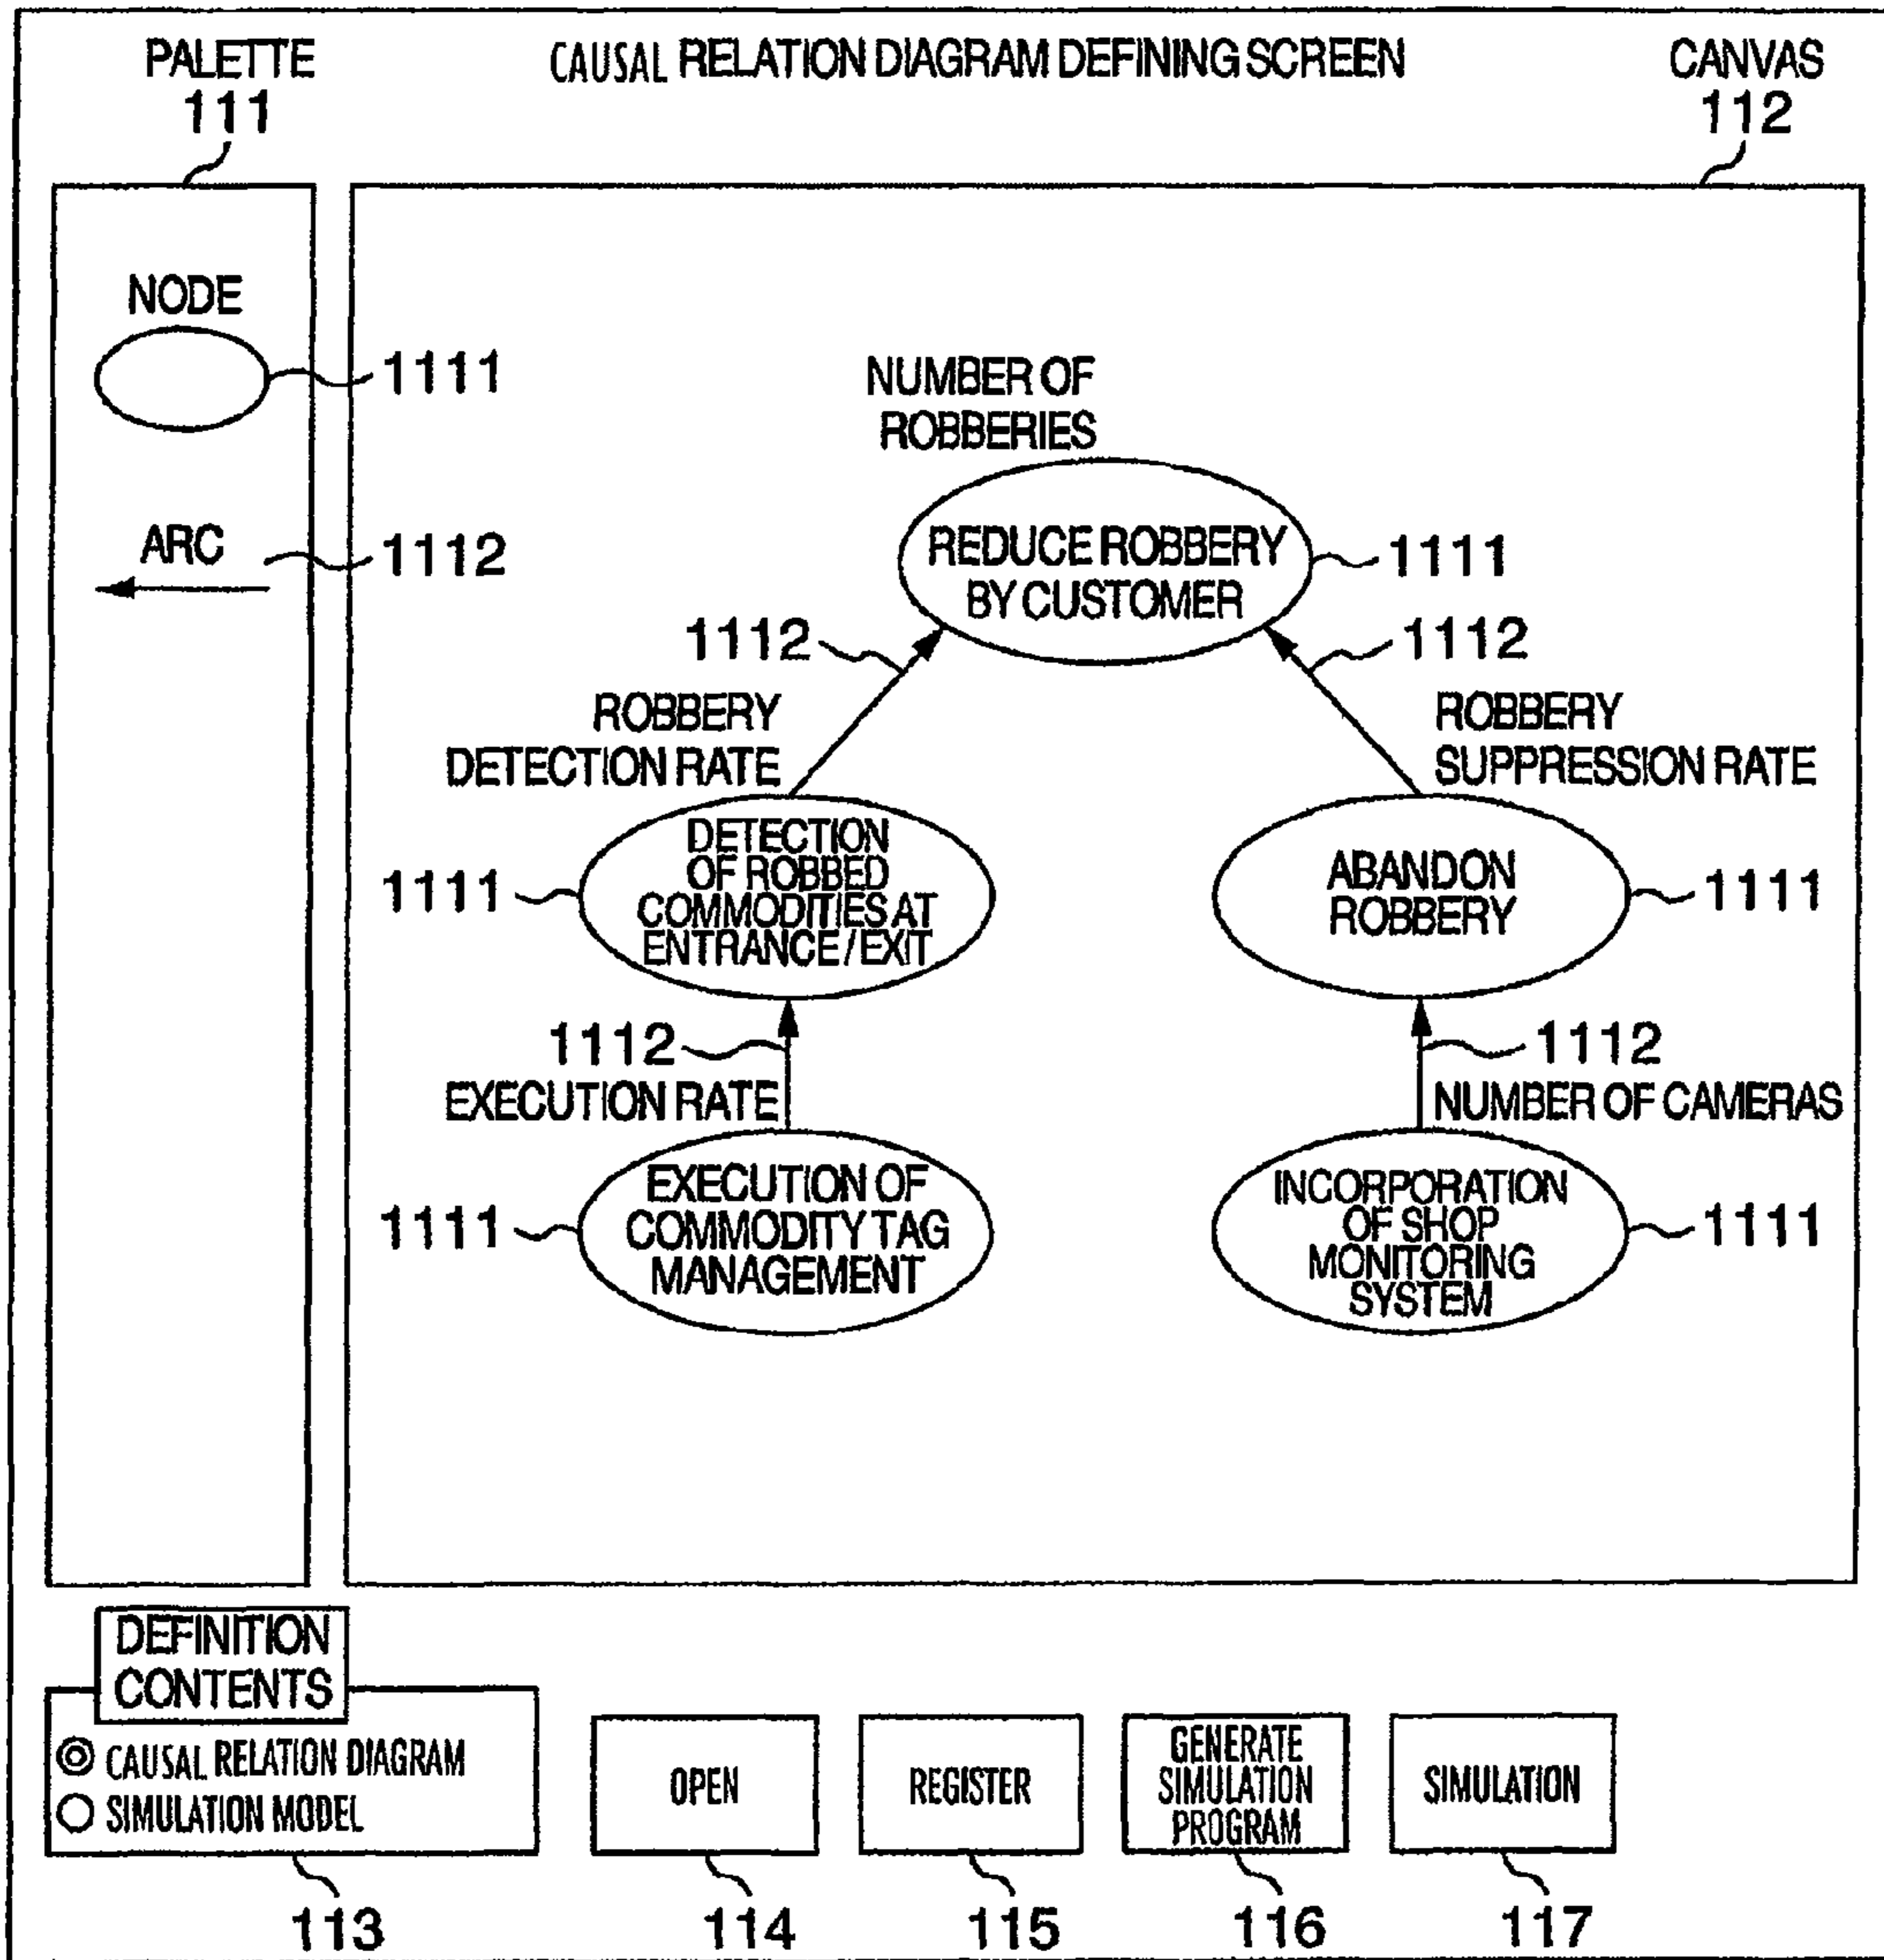 PALETTE
111
CAUSAL RELATION DIAGRAM DEFINING SCREEN
CANVAS
112
NODE
1111
ARC
1112
NUMBER OF
ROBBERIES
REDUCE ROBBERY
BY CUSTOMER
1111
1112
1112
ROBBERY
DETECTION RATE
ROBBERY
SUPPRESSION RATE
1111
DETECTION
OF ROBBED
COMMODITIES AT
ENTRANCE/EXIT
ABANDON
ROBBERY
1111
1112
EXECUTION RATE
1112
NUMBER OF CAMERAS
1111
EXECUTION OF
COMMODITY TAG
MANAGEMENT
INCORPORATION
OF SHOP
MONITORING
SYSTEM
1111
DEFINITION
CONTENTS
CAUSAL RELATION DIAGRAM
SIMULATION MODEL
113
OPEN
114
REGISTER
115
GENERATE
SIMULATION
PROGRAM
116
SIMULATION
117